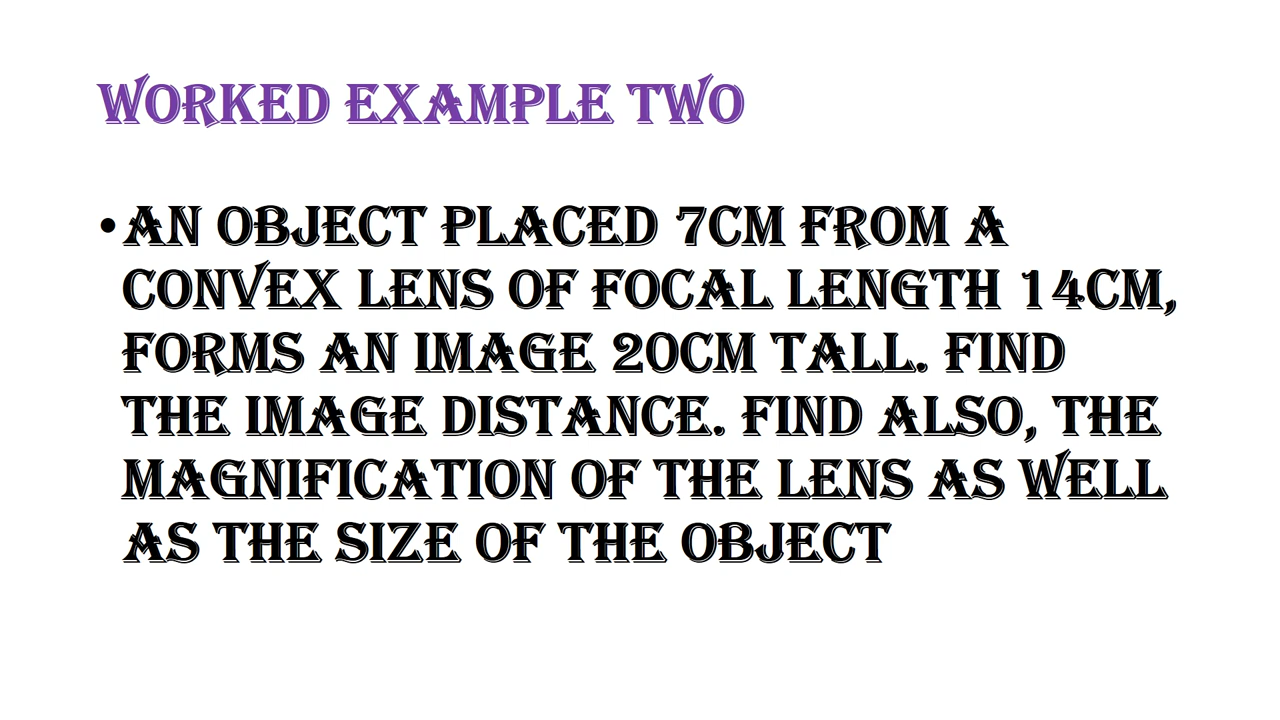 WORKED EXAMPLE TWO
• AN OBJECT PLACED 7CM FROM A
CONVEX LENS OF FOCAL LENGTH 14CM,
FORMS AN IMAGE 20CM TALL. FIND
THE IMAGE DISTANCE. FIND ALSO, THE
MAGNIFICATION OF THE LENS AS WELL
AS THE SIZE OF THE OBJECT